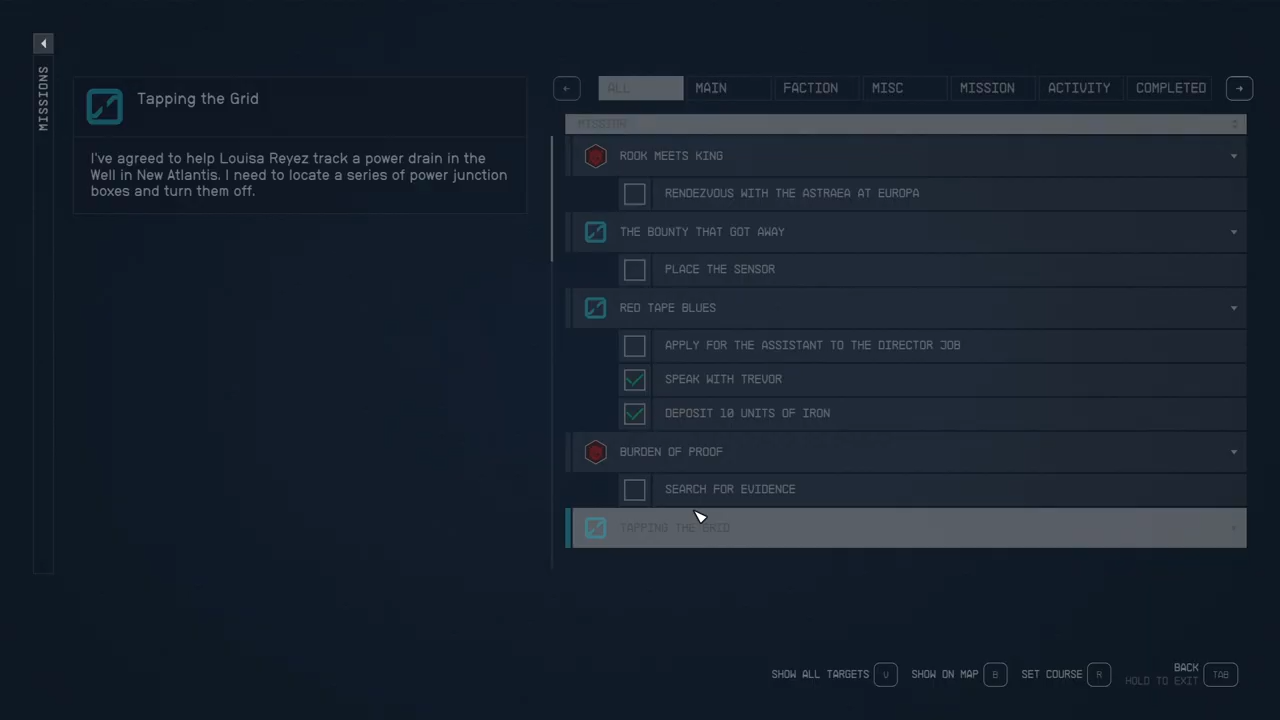 MISSIONS
Tapping the Grid
I've agreed to help Louisa Reyez track a power drain in the
Well in New Atlantis. I need to locate a series of power junction
boxes and turn them off.
ALL MAIN FACTION MISC MISSION ACTIVITY COMPLETED
MISSION
ROOK MEETS KING
RENDEZVOUS WITH THE ASTRAEA AT EUROPA
THE BOUNTY THAT GOT AWAY
PLACE THE SENSOR
RED TAPE BLUES
APPLY FOR THE ASSISTANT TO THE DIRECTOR JOB
SPEAK WITH TREVOR
DEPOSIT 10 UNITS OF IRON
BURDEN OF PROOF
SEARCH FOR EVIDENCE
TAPPING THE GRID
SHOW ALL TARGETS V SHOW ON MAP B SET COURSE R BACK
HOLD TO EXIT TAB